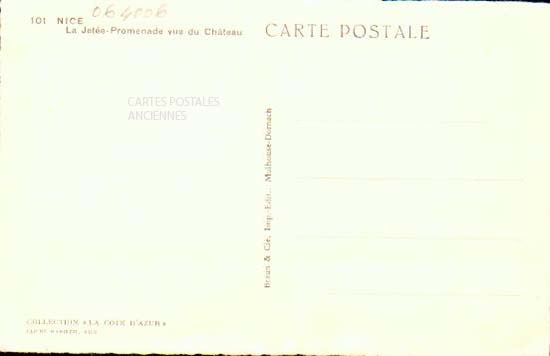 064006
101 NICE
La Jetée-Promenade vue du Château
CARTE POSTALE
CARTES POSTALES
ANCIENNES
Braun & Cie, Imp.-Edit., Mulhouse-Dornach
COLLECTION « LA COTE D'AZUR »